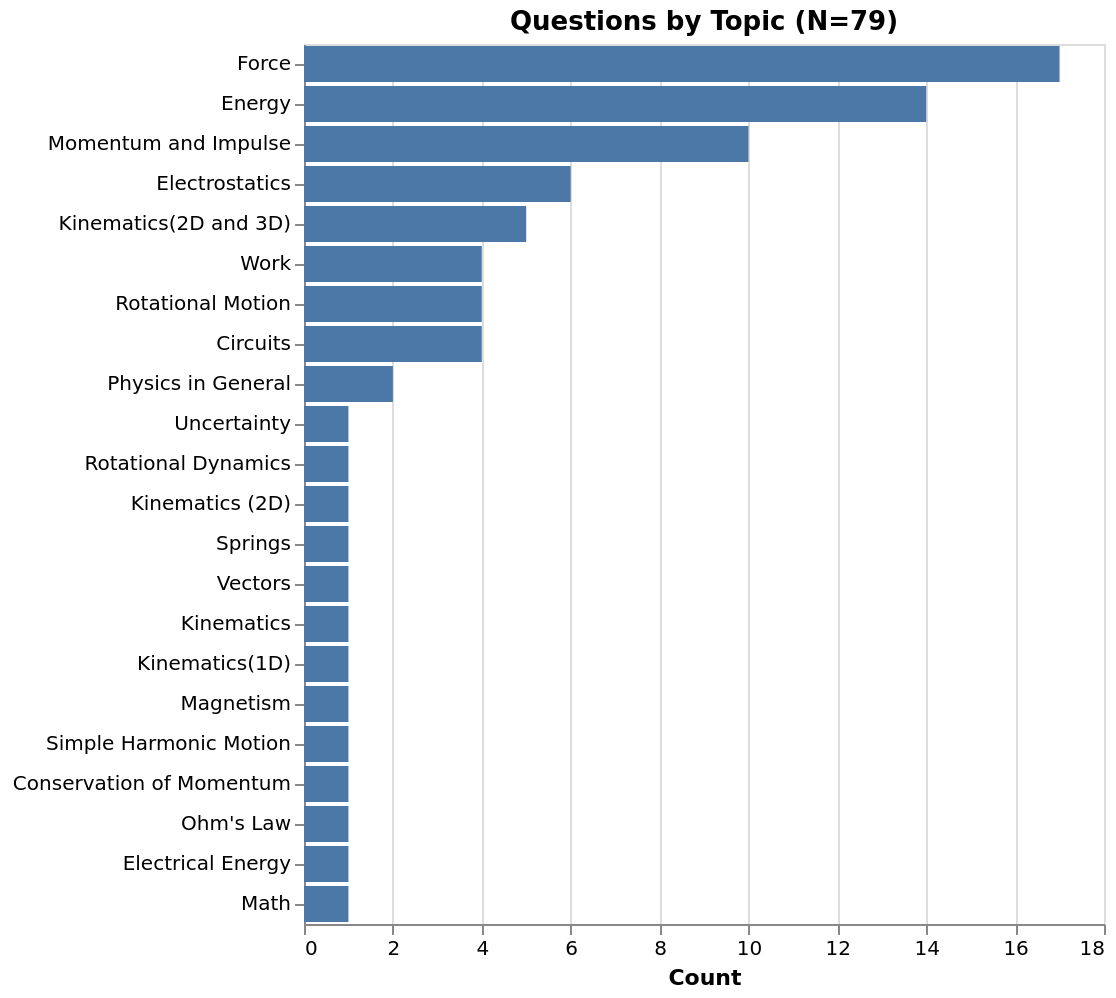 Questions by Topic (N=79)
Force
Energy
Momentum and Impulse
Electrostatics
Kinematics(2D and 3D)
Work
Rotational Motion
Circuits
Physics in General
Uncertainty
Rotational Dynamics
Kinematics (2D)
Springs
Vectors
Kinematics
Kinematics(1D)
Magnetism
Simple Harmonic Motion
Conservation of Momentum
Ohm's Law
Electrical Energy
Math
0 2 4 6 8 10 12 14 16 18
Count